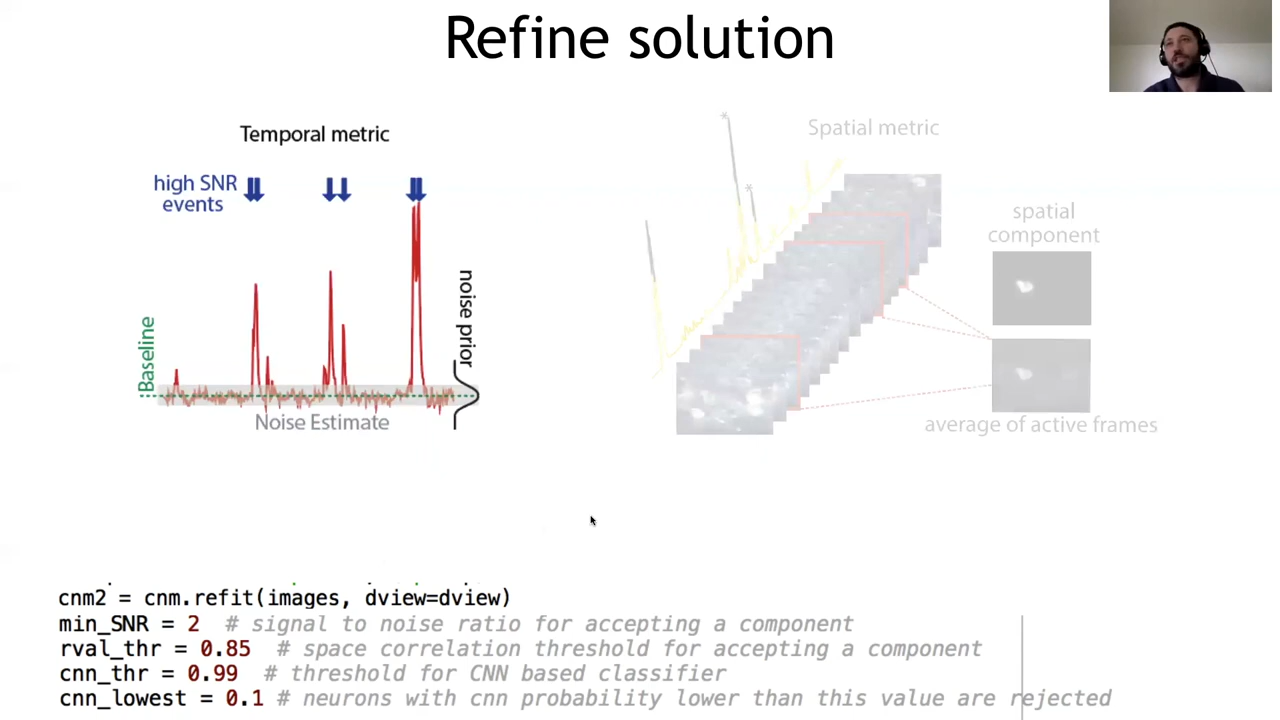 Refine solution
Temporal metric
high SNR
events
Baseline
noise prior
Noise Estimate
Spatial metric
*
*
spatial
component
average of active frames
cnm2 = cnm.refit(images, dview=dview)
min_SNR = 2 # signal to noise ratio for accepting a component
rval_thr = 0.85 # space correlation threshold for accepting a component
cnn_thr = 0.99 # threshold for CNN based classifier
cnn_lowest = 0.1 # neurons with cnn probability lower than this value are rejected